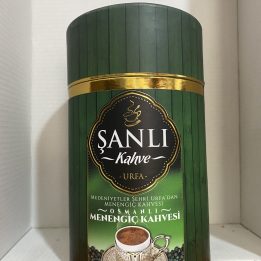 ŞANLI
Kahve
URFA
MEDENİYETLER ŞEHRİ URFA'DAN
MENENGİÇ KAHVESİ
OSMANLI
MENENGİÇ KAHVESİ